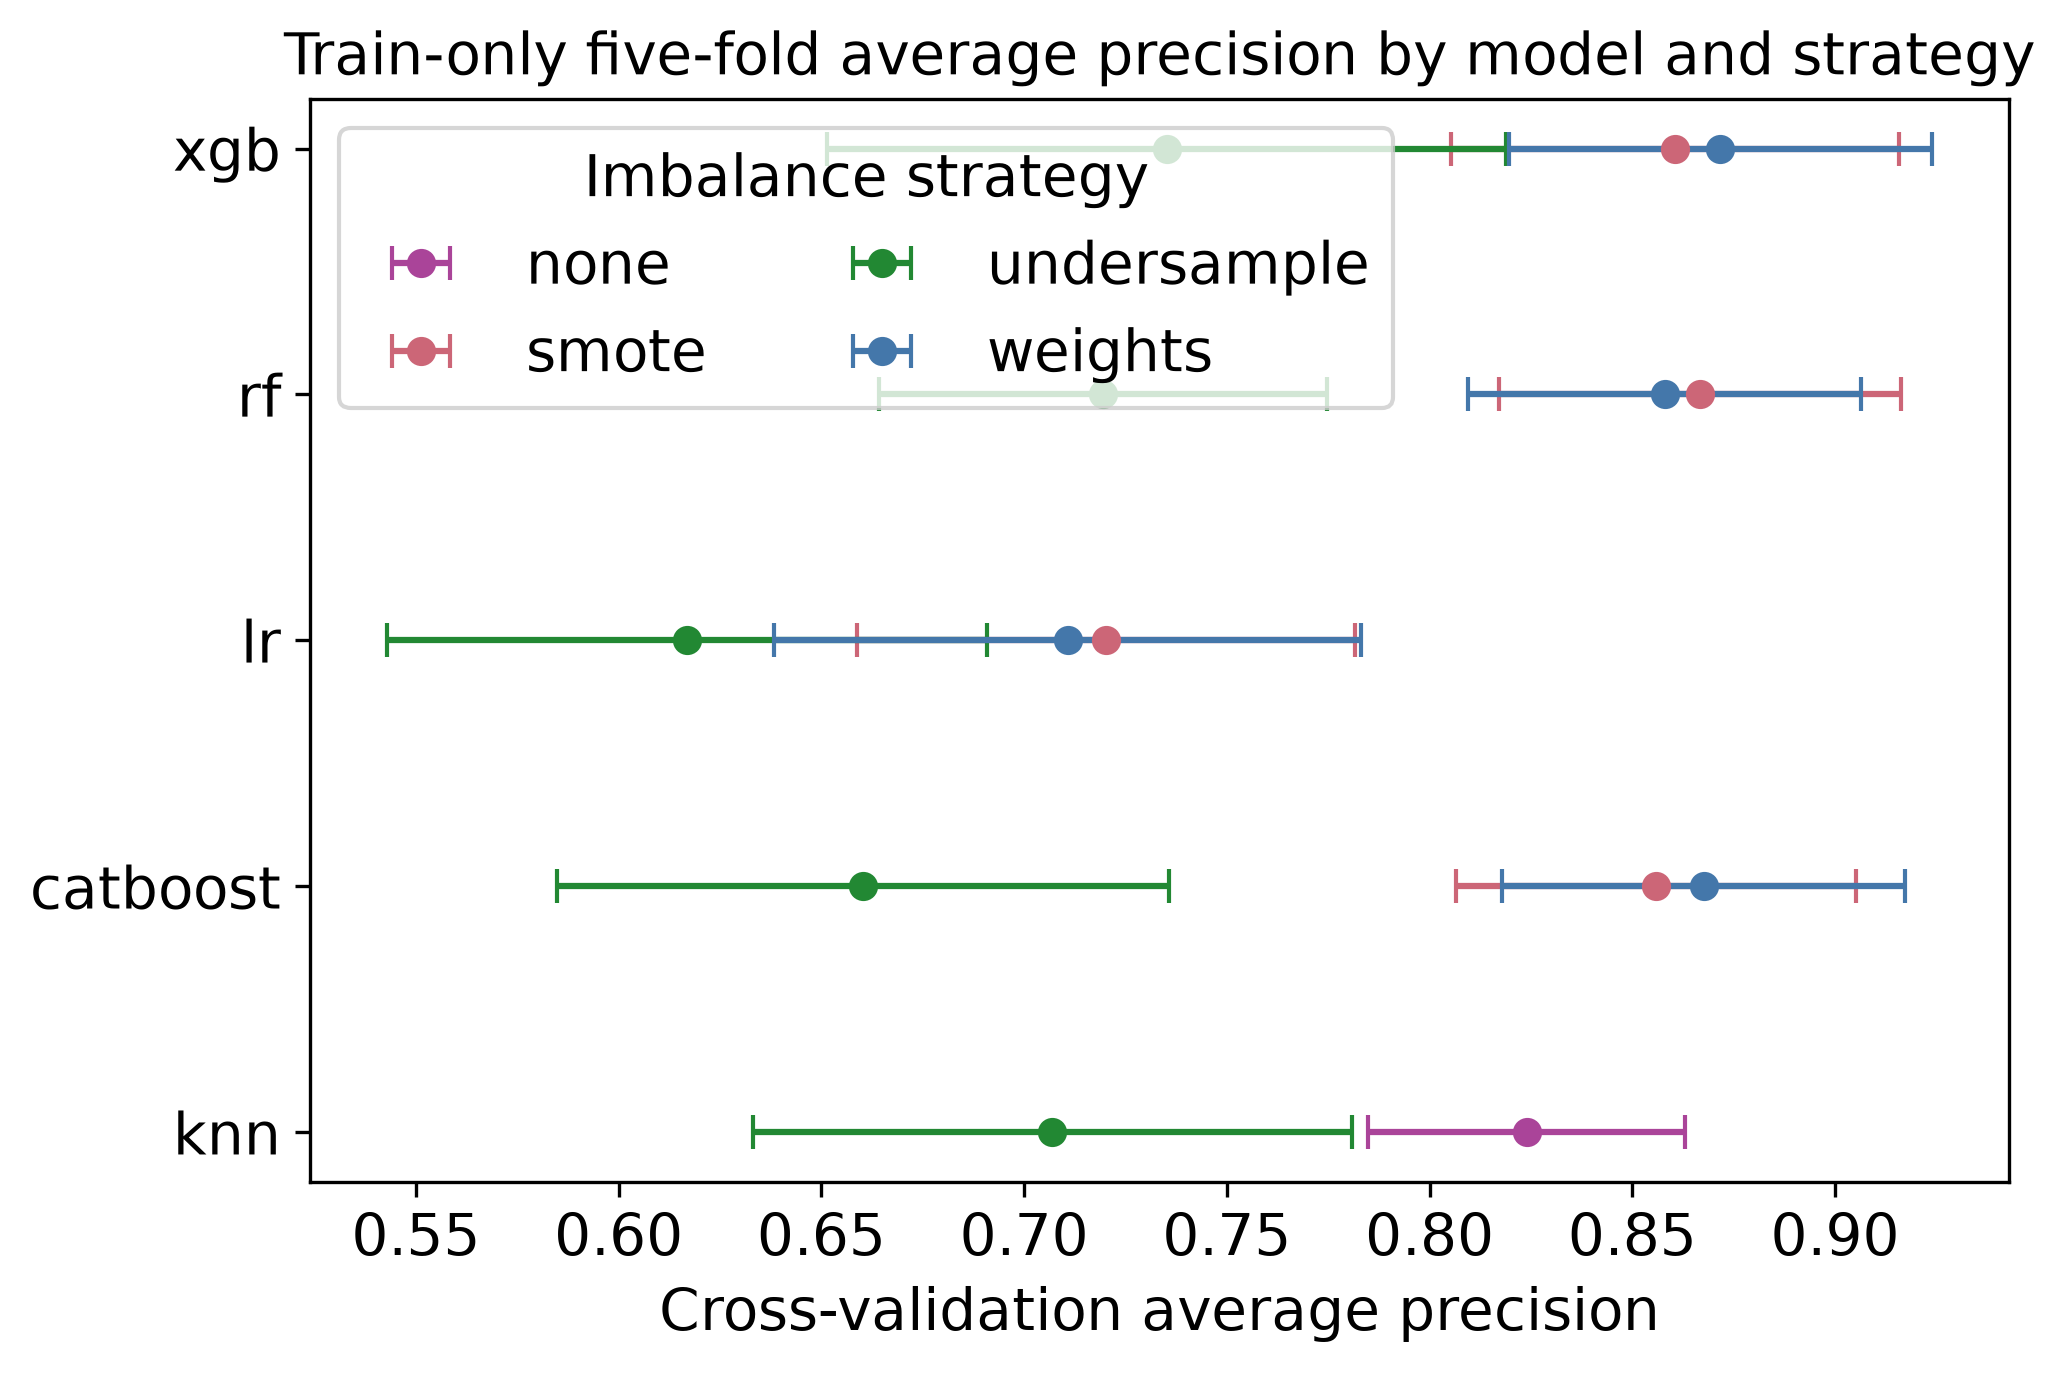 Train-only five-fold average precision by model and strategy
xgb
rf
lr
catboost
knn
Imbalance strategy
none
smote
undersample
weights
0.55 0.60 0.65 0.70 0.75 0.80 0.85 0.90
Cross-validation average precision